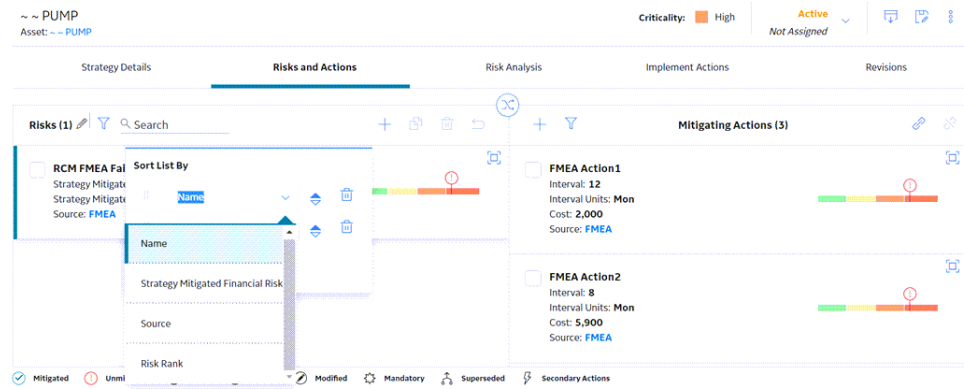 ~ ~ PUMP
Asset: ~ ~ PUMP
Criticality: High
Active
Not Assigned
Strategy Details
Risks and Actions
Risk Analysis
Implement Actions
Revisions
Risks (1)
Search
Mitigating Actions (3)
RCM FMEA Fai
Strategy Mitigate
Strategy Mitigate
Source: FMEA
Sort List By
Name
Name
Strategy Mitigated Financial Risk
Source
Risk Rank
FMEA Action1
Interval: 12
Interval Units: Mon
Cost: 2,000
Source: FMEA
FMEA Action2
Interval: 8
Interval Units: Mon
Cost: 5,900
Source: FMEA
Mitigated
Unmi
Modified
Mandatory
Superseded
Secondary Actions